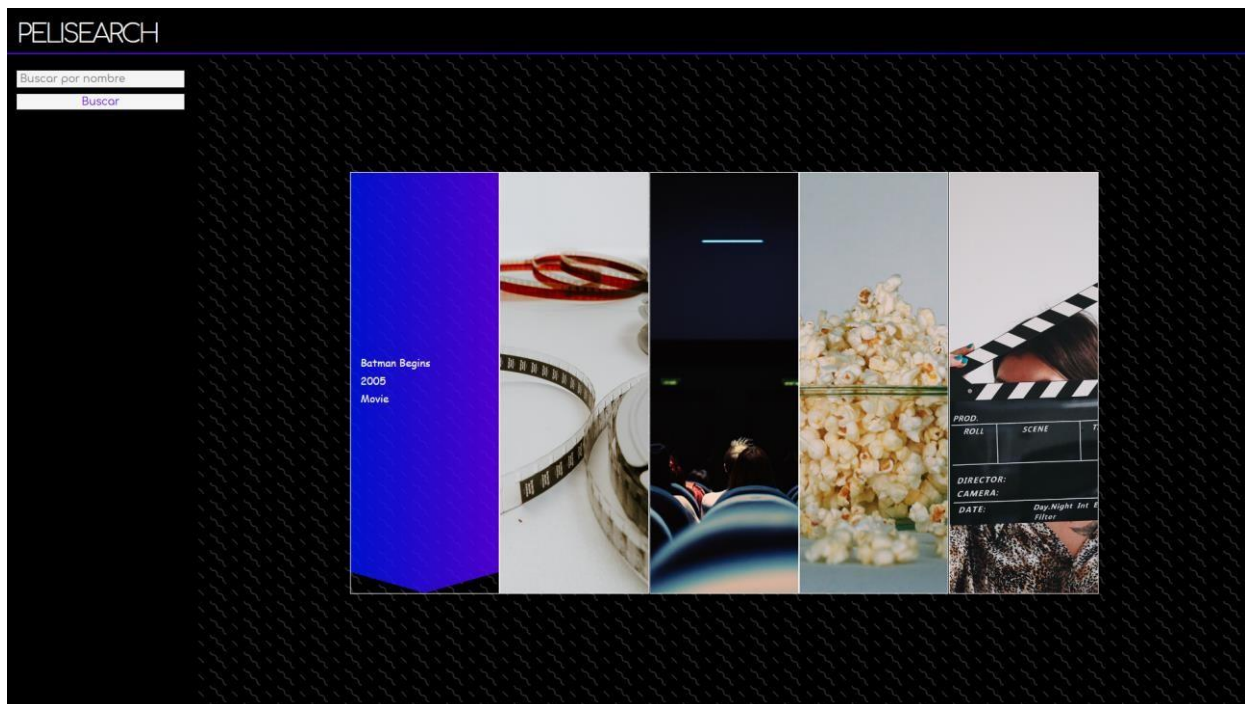 PELISEARCH
Buscar por nombre
Buscar
Batman Begins
2005
Movie
PROD.
ROLL SCENE T
DIRECTOR:
CAMERA:
DATE: Day.Night Int E
Filter